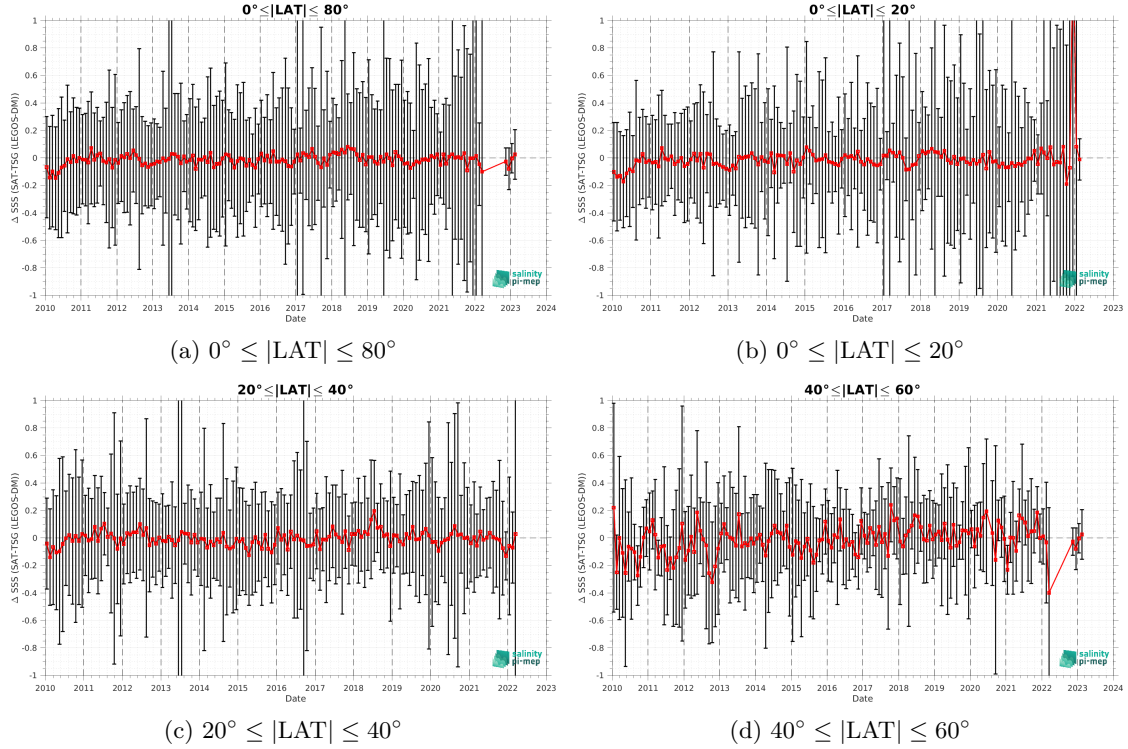 0°≤|LAT|≤ 80°
Δ SSS (SAT-TSG (LEGOS-DM))
1
0.8
0.6
0.4
0.2
0
-0.2
-0.4
-0.6
-0.8
-1
2010 2011 2012 2013 2014 2015 2016 2017 2018 2019 2020 2021 2022 2023 2024
Date
salinity
pi-mep
(a) 0° ≤ |LAT| ≤ 80°
0°≤|LAT|≤ 20°
Δ SSS (SAT-TSG (LEGOS-DM))
1
0.8
0.6
0.4
0.2
0
-0.2
-0.4
-0.6
-0.8
-1
2010 2011 2012 2013 2014 2015 2016 2017 2018 2019 2020 2021 2022 2023
Date
salinity
pi-mep
(b) 0° ≤ |LAT| ≤ 20°
20°≤|LAT|≤ 40°
Δ SSS (SAT-TSG (LEGOS-DM))
1
0.8
0.6
0.4
0.2
0
-0.2
-0.4
-0.6
-0.8
-1
2010 2011 2012 2013 2014 2015 2016 2017 2018 2019 2020 2021 2022 2023
Date
salinity
pi-mep
(c) 20° ≤ |LAT| ≤ 40°
40°≤|LAT|≤ 60°
Δ SSS (SAT-TSG (LEGOS-DM))
1
0.8
0.6
0.4
0.2
0
-0.2
-0.4
-0.6
-0.8
-1
2010 2011 2012 2013 2014 2015 2016 2017 2018 2019 2020 2021 2022 2023 2024
Date
salinity
pi-mep
(d) 40° ≤ |LAT| ≤ 60°